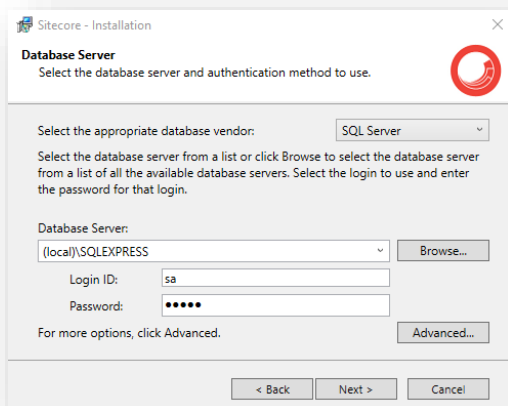 Sitecore - Installation
Database Server
Select the database server and authentication method to use.
Select the appropriate database vendor:
SQL Server
Select the database server from a list or click Browse to select the database server
from a list of all the available database servers. Select the login to use and enter
the password for that login.
Database Server:
(local)\SQLEXPRESS
Browse...
Login ID:
sa
Password:
●●●●●
For more options, click Advanced.
Advanced...
< Back
Next >
Cancel